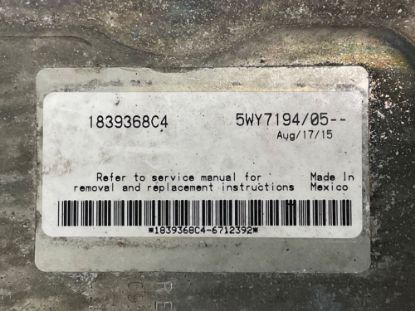 1839368C4 5WY7194/05--
Aug/17/15
Refer to service manual for Made In
removal and replacement instructions Mexico
*1839368C4-6712392*